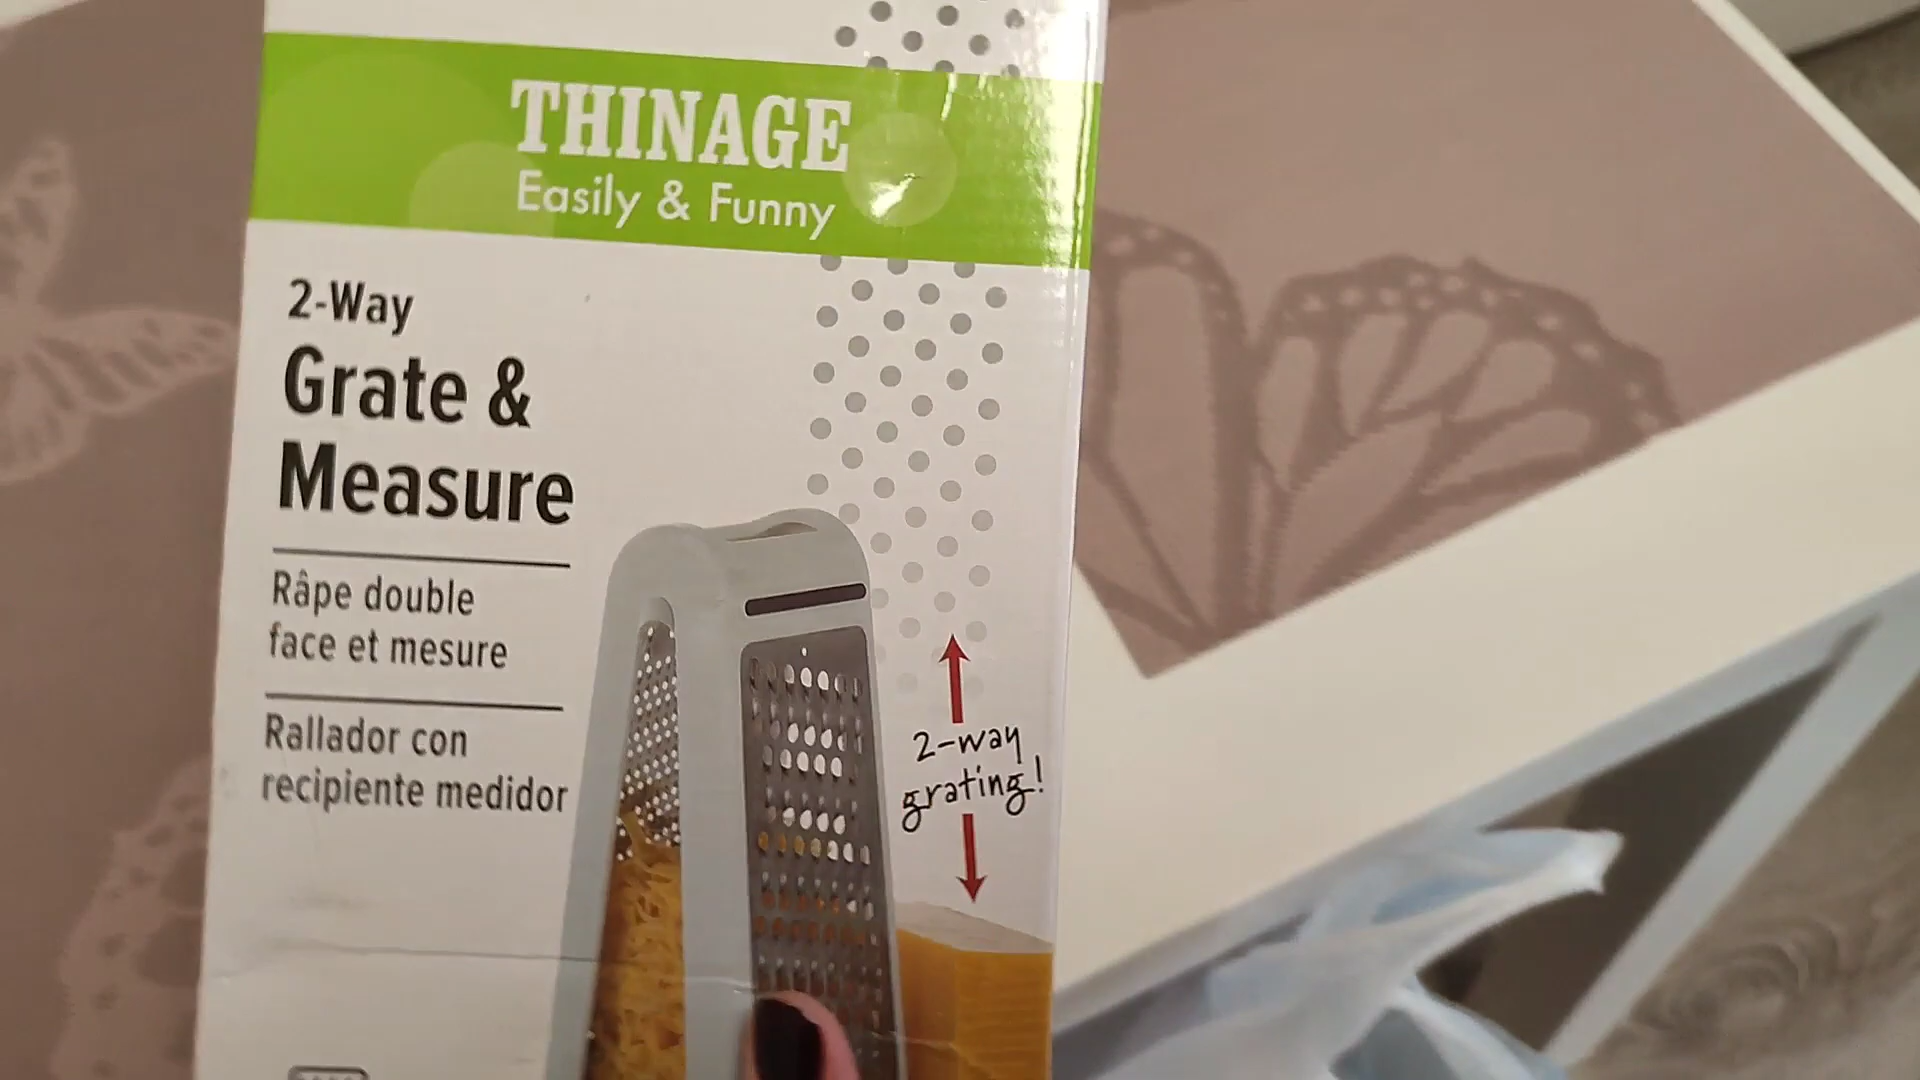 THINAGE
Easily & Funny
2-Way
Grate &
Measure
Râpe double
face et mesure
Rallador con
recipiente medidor
2-way
grating!